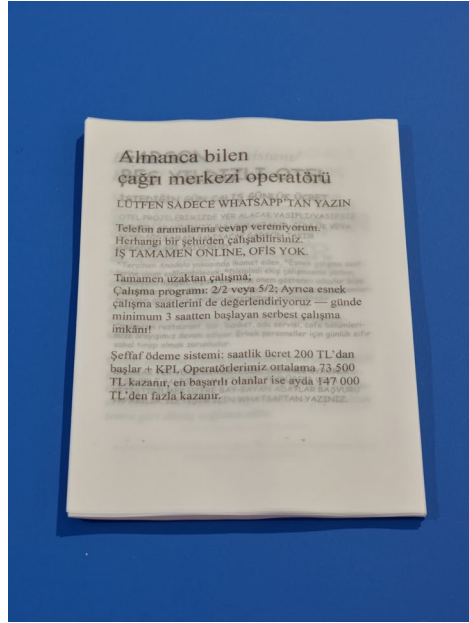 Almanca bilen
çağrı merkezi operatörü
LÜTFEN SADECE WHATSAPP'TAN YAZIN
Telefon aramalarına cevap veremiyorum.
Herhangi bir şehirden çalışabilirsiniz.
İŞ TAMAMEN ONLINE, OFİS YOK.
Tamamen uzaktan çalışma;
Çalışma programı: 2/2 veya 5/2; Ayrıca esnek
çalışma saatlerini de değerlendiriyoruz — günde
minimum 3 saatten başlayan serbest çalışma
imkânı!
Şeffaf ödeme sistemi: saatlik ücret 200 TL'dan
başlar + KPL Operatörlerimiz ortalama 73 500
TL kazanır, en başarılı olanlar ise ayda 147 000
TL'den fazla kazanır.